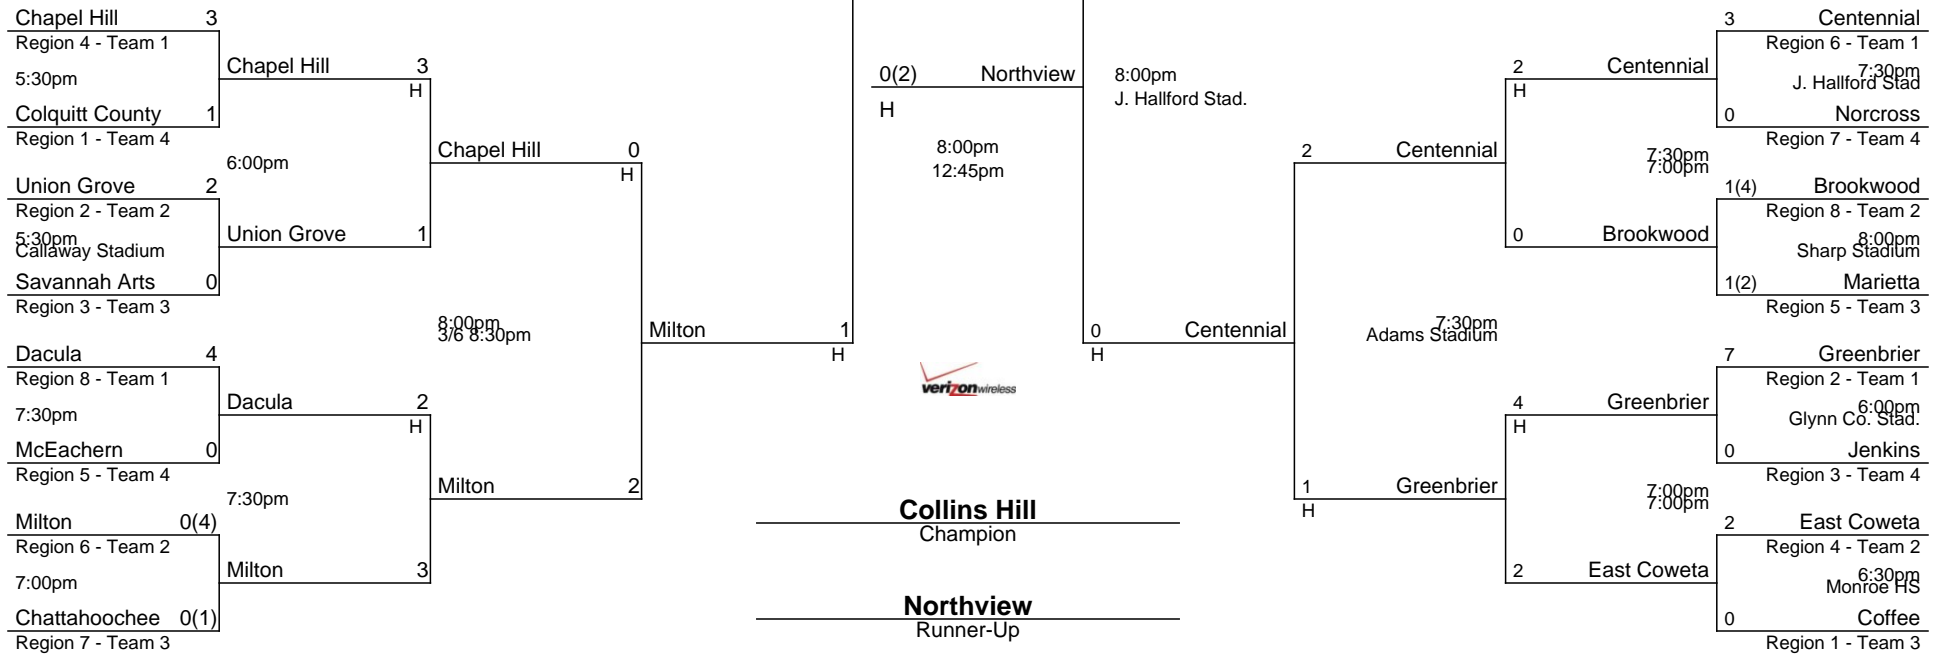 Chapel Hill 3
Region 4 - Team 1
5:30pm
Colquitt County 1
Region 1 - Team 4
Union Grove 2
Region 2 - Team 2
5:30pm
Callaway Stadium
Savannah Arts 0
Region 3 - Team 3
Dacula 4
Region 8 - Team 1
7:30pm
McEachern 0
Region 5 - Team 4
Milton 0(4)
Region 6 - Team 2
7:00pm
Chattahoochee 0(1)
Region 7 - Team 3
Chapel Hill 3
H
6:00pm
Union Grove 1
Dacula 2
H
7:30pm
Milton 3
Chapel Hill 0
H
8:00pm
3/6 8:30pm
Milton 2
Milton 1
H
0(2) Northview
H
8:00pm
12:45pm
8:00pm
J. Hallford Stad.
verizonwireless
Collins Hill
Champion
Northview
Runner-Up
0 Centennial
H
2 Centennial
7:30pm
Adams Stadium
1 Greenbrier
H
2 Centennial
H
7:30pm
7:00pm
0 Brookwood
4 Greenbrier
H
7:00pm
7:00pm
2 East Coweta
3 Centennial
Region 6 - Team 1
7:30pm
J. Hallford Stad
0 Norcross
Region 7 - Team 4
1(4) Brookwood
Region 8 - Team 2
8:00pm
Sharp Stadium
1(2) Marietta
Region 5 - Team 3
7 Greenbrier
Region 2 - Team 1
6:00pm
Glynn Co. Stad.
0 Jenkins
Region 3 - Team 4
2 East Coweta
Region 4 - Team 2
6:30pm
Monroe HS
0 Coffee
Region 1 - Team 3